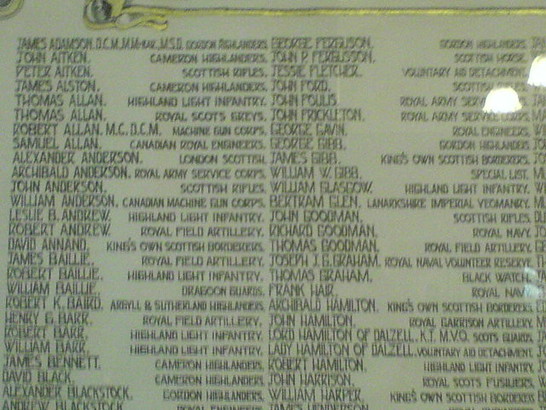 JAMES ADAMSON, D.C.M., M.M. BAR., M.S.D. GORDON HIGHLANDERS.
JOHN AITKEN. CAMERON HIGHLANDERS.
PETER AITKEN. SCOTTISH RIFLES.
JAMES ALSTON. CAMERON HIGHLANDERS.
THOMAS ALLAN. HIGHLAND LIGHT INFANTRY.
THOMAS ALLAN. ROYAL SCOTS GREYS.
ROBERT ALLAN. M.C., D.C.M. MACHINE GUN CORPS.
SAMUEL ALLAN. CANADIAN ROYAL ENGINEERS.
ALEXANDER ANDERSON. LONDON SCOTTISH.
ARCHIBALD ANDERSON. ROYAL ARMY SERVICE CORPS.
JOHN ANDERSON. SCOTTISH RIFLES.
WILLIAM ANDERSON. CANADIAN MACHINE GUN CORPS.
LESLIE B. ANDREW. HIGHLAND LIGHT INFANTRY.
ROBERT ANDREW. ROYAL FIELD ARTILLERY.
DAVID ANNAND. KING'S OWN SCOTTISH BORDERERS.
JAMES BAILLIE. ROYAL FIELD ARTILLERY.
ROBERT BAILLIE. HIGHLAND LIGHT INFANTRY.
WILLIAM BAILLIE. DRAGOON GUARDS.
ROBERT K. BAIRD. ARGYLL & SUTHERLAND HIGHLANDERS.
HENRY G. BARR. ROYAL FIELD ARTILLERY.
ROBERT BARR. HIGHLAND LIGHT INFANTRY.
WILLIAM BARR. HIGHLAND LIGHT INFANTRY.
JAMES BENNETT. CAMERON HIGHLANDERS.
DAVID BLACK. CAMERON HIGHLANDERS.
ALEXANDER BLACKSTOCK. GORDON HIGHLANDERS.
ANDREW BLACKSTOCK. ROYAL ENGINEERS.
GEORGE FERGUSON. GORDON HIGHLANDERS.
JOHN P. FERGUSSON. SCOTTISH HORSE.
JESSIE FLETCHER. VOLUNTARY AID DETACHMENT.
JOHN FORD. SCOTTISH
JOHN FOULIS. ROYAL ARMY
JOHN FRICKLETON. ROYAL ARMY CORPS.
GEORGE GAVIN. ROYAL ENGINEERS.
GEORGE GIBB. GORDON HIGHLANDERS
JAMES GIBB. KING'S OWN SCOTTISH BORDERERS.
WILLIAM W. GIBB. SPECIAL LIST.
WILLIAM GLASGOW. HIGHLAND LIGHT INFANTRY.
BERTRAM GLEN. LANARKSHIRE IMPERIAL YEOMANRY.
JOHN GOODMAN. SCOTTISH RIFLES.
RICHARD GOODMAN. ROYAL NAVY.
THOMAS GOODMAN. ROYAL FIELD ARTILLERY.
JOSEPH J. G. GRAHAM. ROYAL NAVAL VOLUNTEER RESERVE.
THOMAS GRAHAM. BLACK WATCH
FRANK HAIR. ROYAL
ARCHIBALD HAMILTON. KING'S OWN SCOTTISH BORDERERS
JOHN HAMILTON. ROYAL GARRISON ARTILLERY.
LORD HAMILTON OF DALZELL. K.T. M.V.O. SCOTS GUARDS.
LADY HAMILTON OF DALZELL. VOLUNTARY AID DETACHMENT.
ROBERT HAMILTON. HIGHLAND LIGHT INFANTRY.
JOHN HARRISON. ROYAL SCOTS FUSILIERS.
WILLIAM HARPER. KING'S OWN SCOTTISH BORDERERS
JAMES HENDERSON.